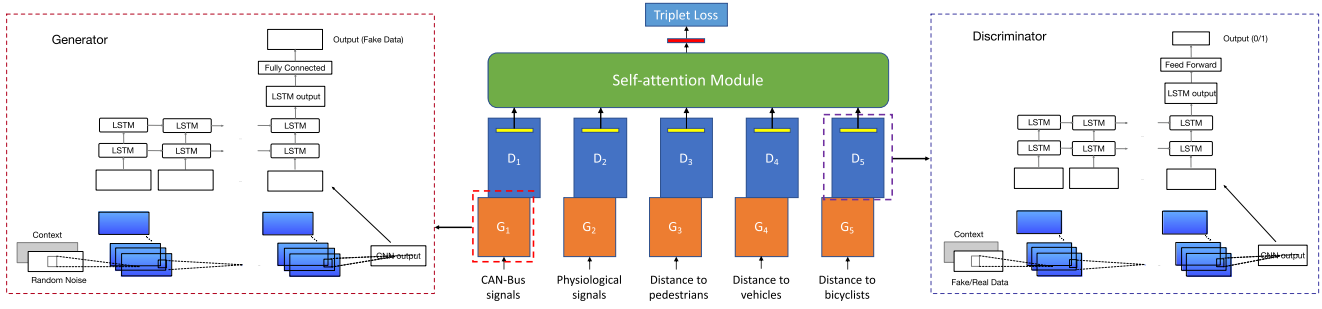 Generator
Output (Fake Data)
Fully Connected
LSTM output
LSTM
LSTM
LSTM
LSTM
LSTM
LSTM
Context
Random Noise
CNN output
Triplet Loss
Self-attention Module
D1
D2
D3
D4
D5
G1
G2
G3
G4
G5
CAN-Bus
signals
Physiological
signals
Distance to
pedestrians
Distance to
vehicles
Distance to
bicyclists
Discriminator
Output (0/1)
Feed Forward
LSTM output
LSTM
LSTM
LSTM
LSTM
LSTM
LSTM
Context
Fake/Real Data
CNN output